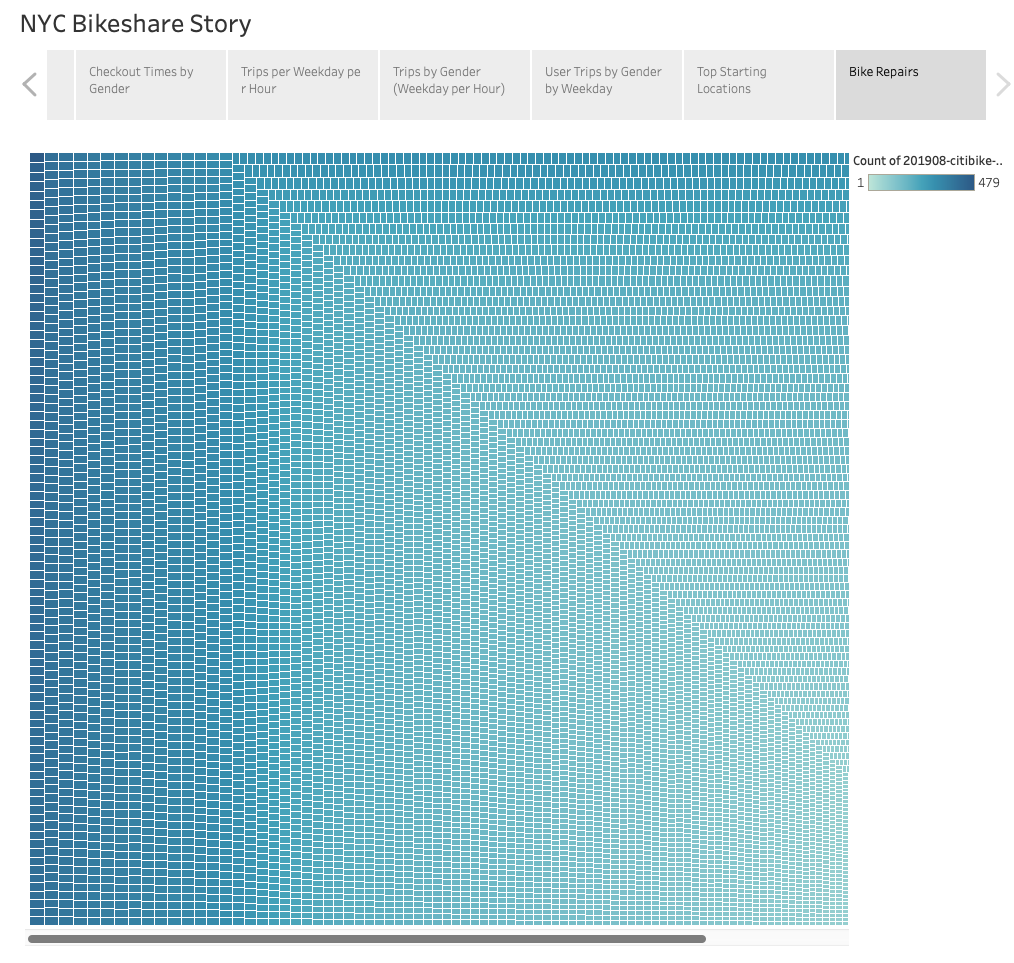 NYC Bikeshare Story
Checkout Times by
Gender
Trips per Weekday pe
r Hour
Trips by Gender
(Weekday per Hour)
User Trips by Gender
by Weekday
Top Starting
Locations
Bike Repairs
Count of 201908-citibike-..
1
479